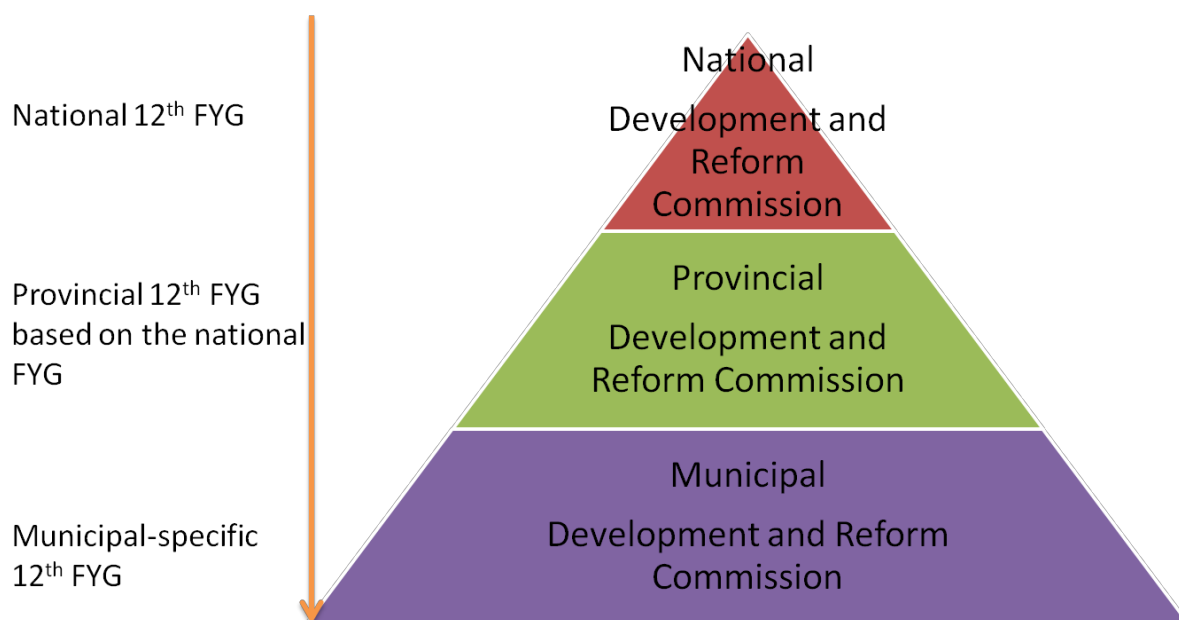 National 12th FYG
National
Development and
Reform
Commission
Provincial 12th FYG
based on the national
FYG
Provincial
Development and
Reform Commission
Municipal-specific
12th FYG
Municipal
Development and Reform
Commission